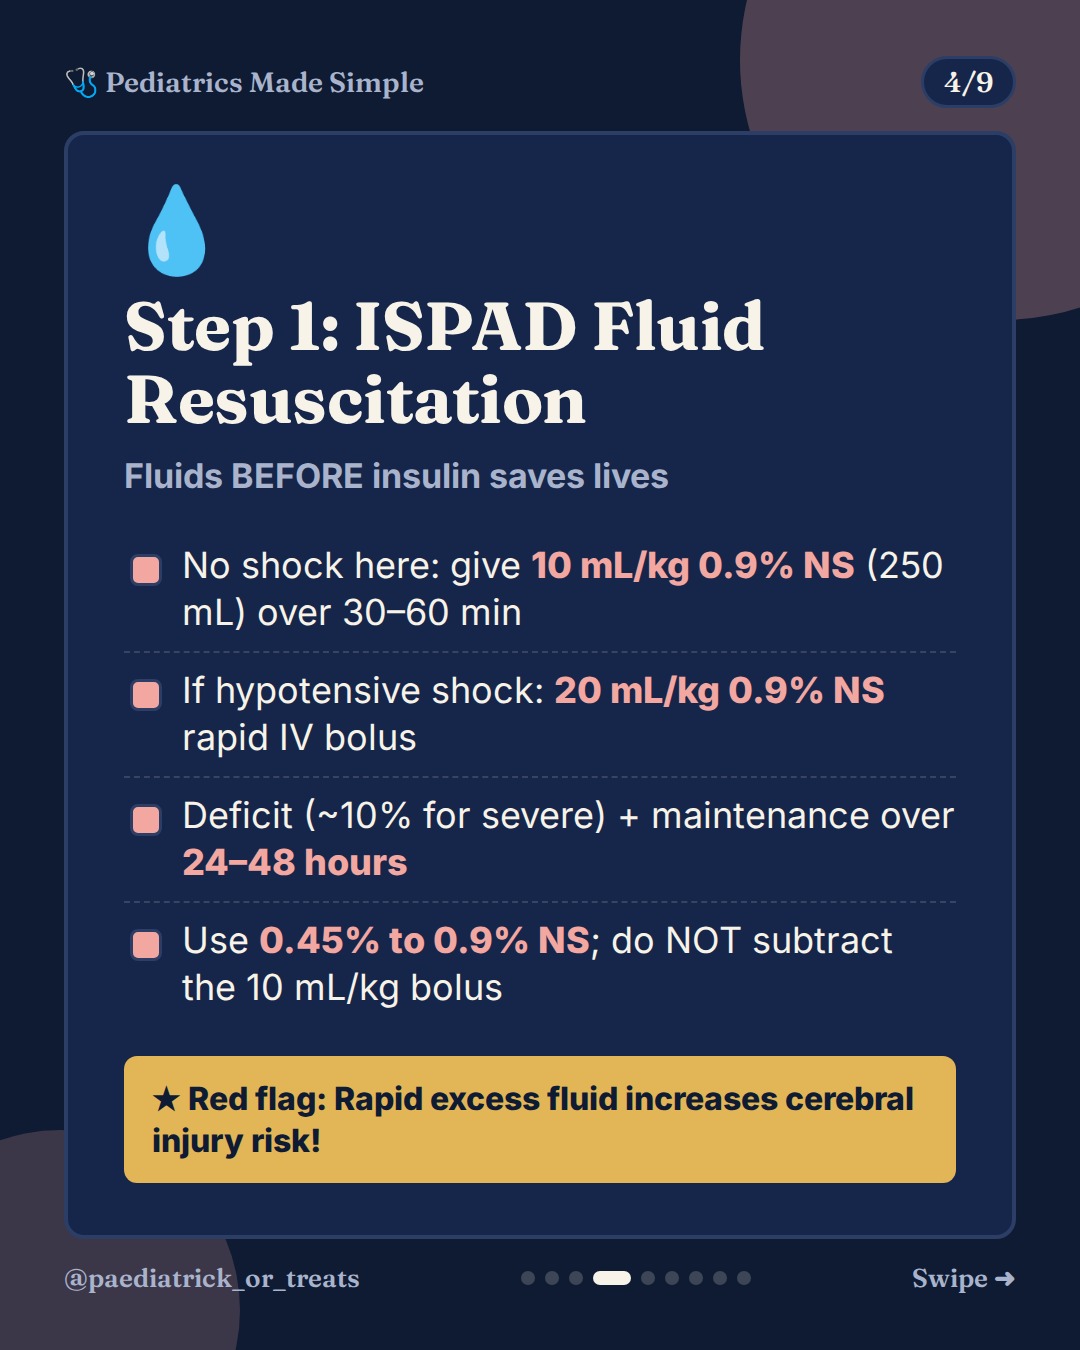 🩺 Pediatrics Made Simple
4/9
💧
Step 1: ISPAD Fluid
Resuscitation
Fluids BEFORE insulin saves lives
No shock here: give 10 mL/kg 0.9% NS (250
mL) over 30–60 min
If hypotensive shock: 20 mL/kg 0.9% NS
rapid IV bolus
Deficit (~10% for severe) + maintenance over
24–48 hours
Use 0.45% to 0.9% NS; do NOT subtract
the 10 mL/kg bolus
★ Red flag: Rapid excess fluid increases cerebral
injury risk!
@paediatrick_or_treats
Swipe ➜